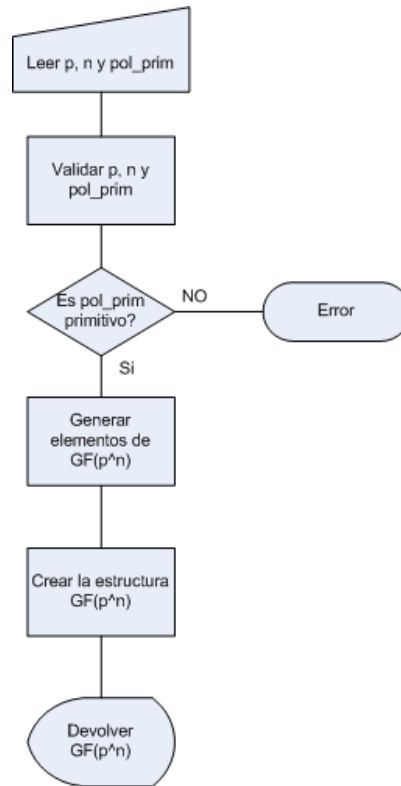 Leer p, n y pol_prim
Validar p, n y
pol_prim
Es pol_prim
primitivo?
NO
Error
Si
Generar
elementos de
GF(p^n)
Crear la estructura
GF(p^n)
Devolver
GF(p^n)